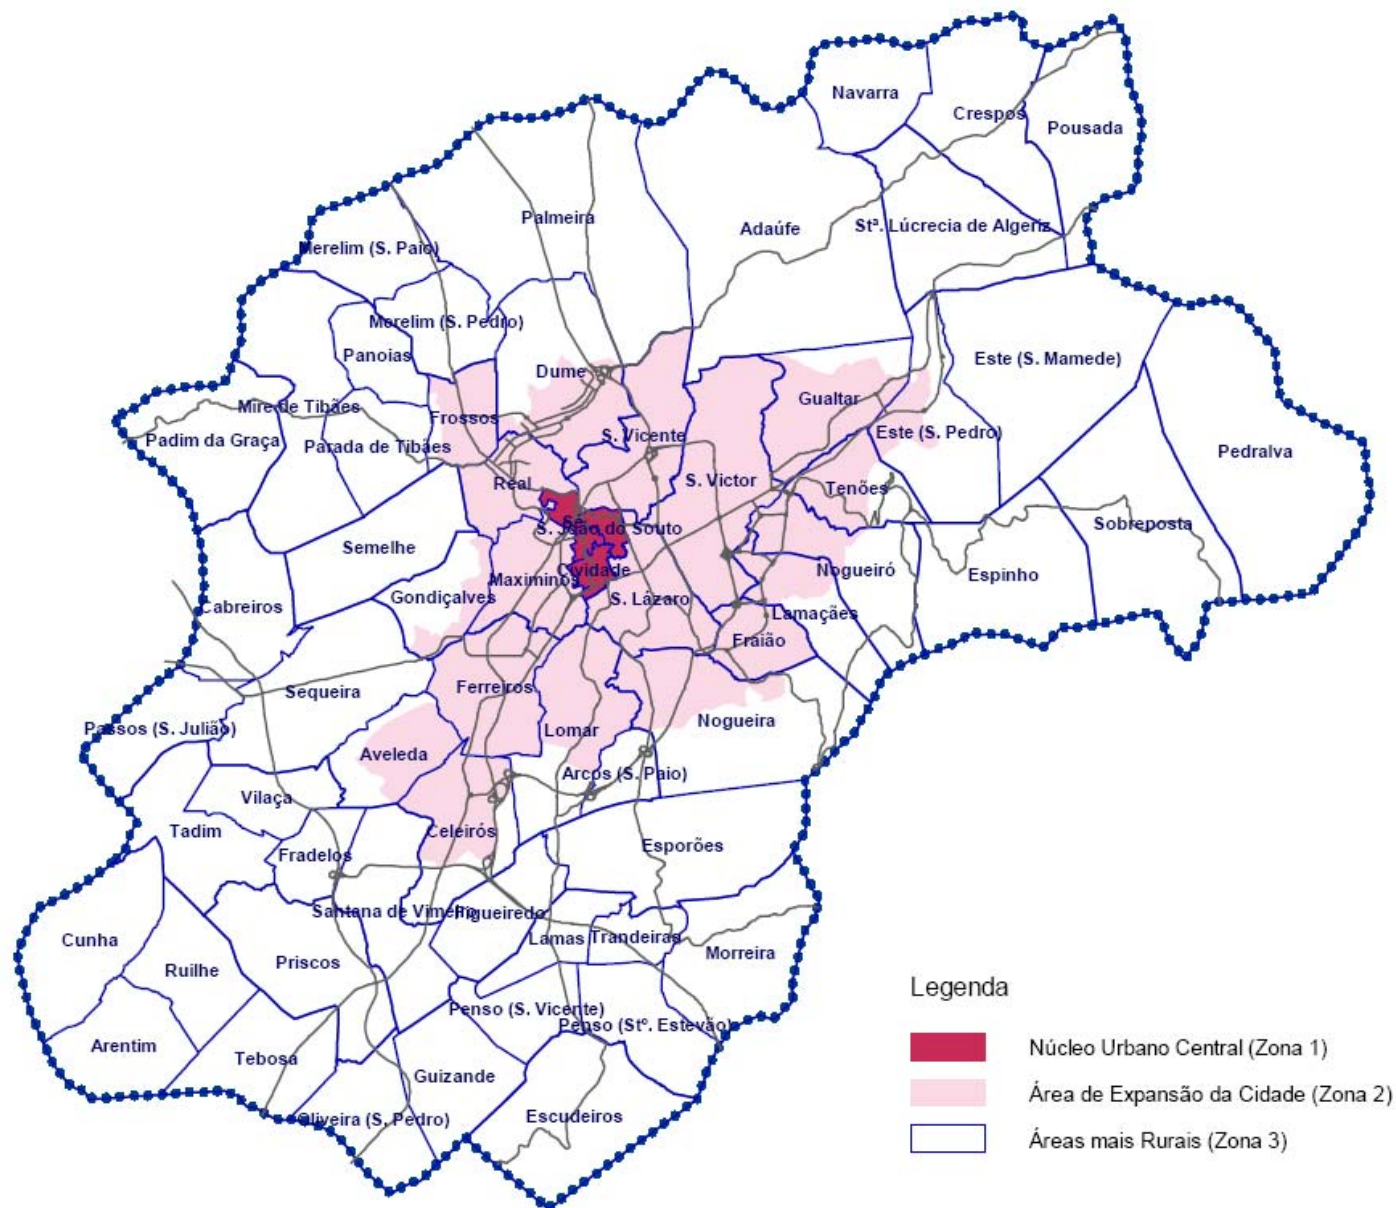 Navarra
Crespos
Pousada
Palmeira
Adaúfe
Stª. Lúcrecia de Algeriz
Merelim (S. Paio)
Merelim (S. Pedro)
Panoias
Este (S. Mamede)
Dume
Gualtar
Mire de Tibães
Frossos
Padim da Graça
Parada de Tibães
S. Vicente
Este (S. Pedro)
Pedralva
Real
S. Victor
Tenões
Sobreposta
Sé
S. João do Souto
Semelhe
Cividade
Maximinos
Nogueiró
Espinho
Gondiçalves
S. Lázaro
Cabreiros
Lamaçães
Fraião
Sequeira
Ferreiros
Nogueira
Passos (S. Julião)
Lomar
Aveleda
Arcos (S. Paio)
Vilaça
Tadim
Celeirós
Esporões
Fradelos
Santana de Vimeiro
Figueiredo
Cunha
Lamas
Trandeiras
Morreira
Ruilhe
Priscos
Penso (S. Vicente)
Penso (Stº. Estevão)
Arentim
Tebosa
Guizande
Oliveira (S. Pedro)
Escudeiros
Legenda
Núcleo Urbano Central (Zona 1)
Área de Expansão da Cidade (Zona 2)
Áreas mais Rurais (Zona 3)